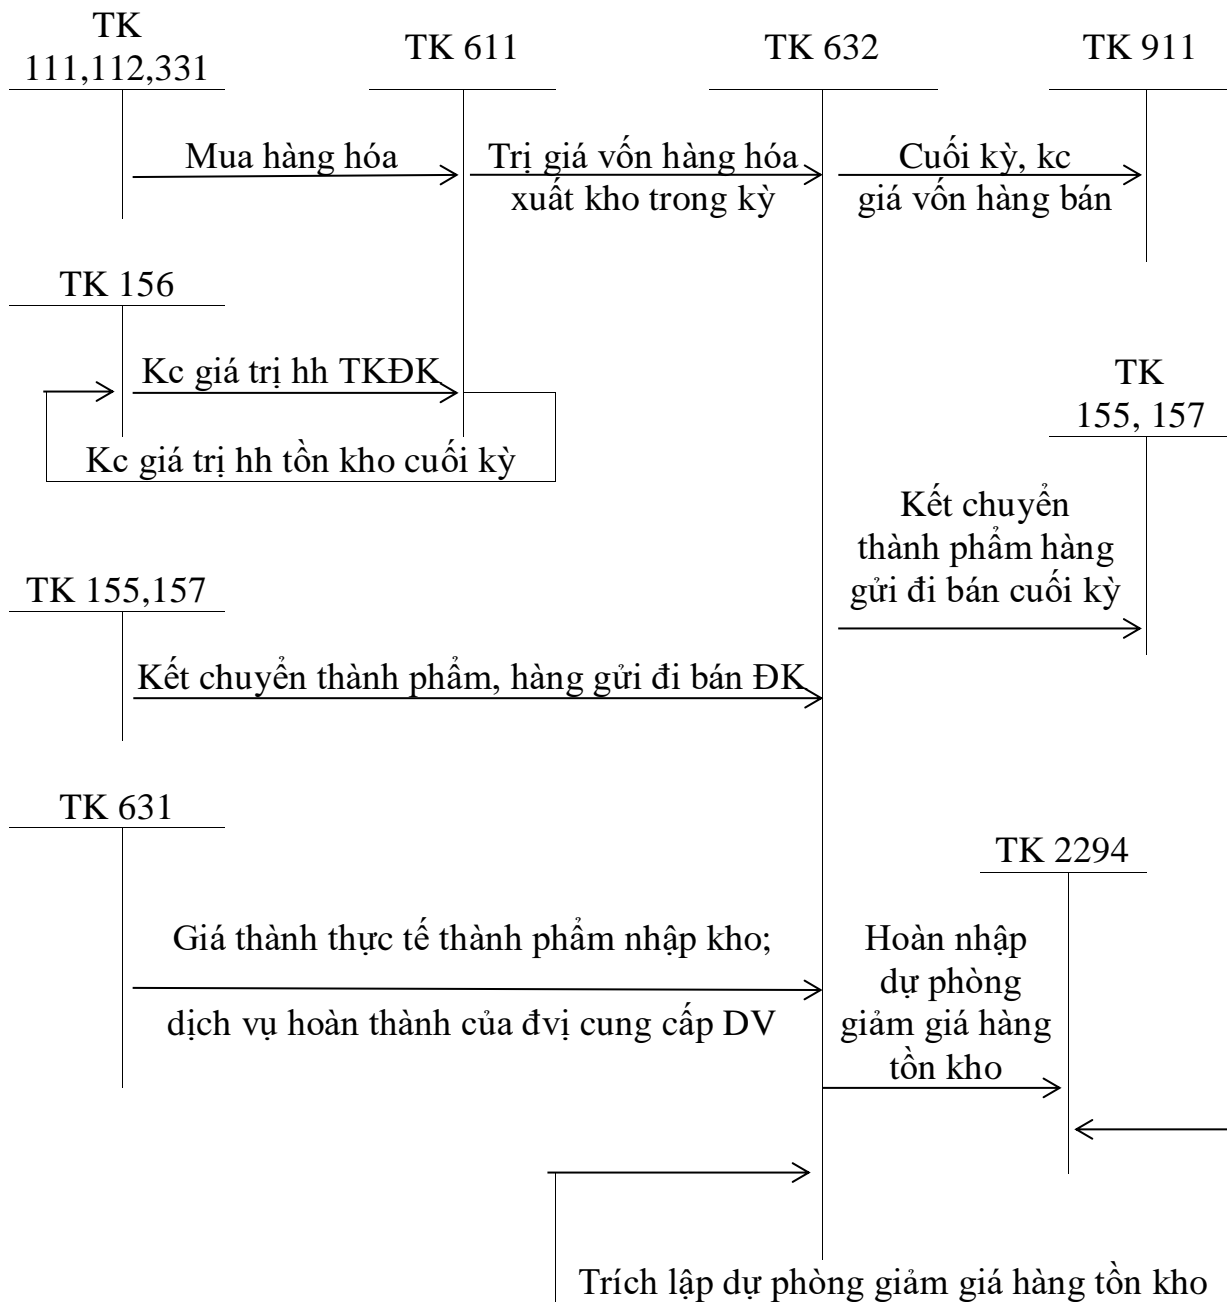 TK
111,112,331
TK 611
TK 632
TK 911
Mua hàng hóa
Trị giá vốn hàng hóa
xuất kho trong kỳ
Cuối kỳ, kc
giá vốn hàng bán
TK 156
Kc giá trị hh TKĐK
Kc giá trị hh tồn kho cuối kỳ
TK
155, 157
Kết chuyển
thành phẩm hàng
gửi đi bán cuối kỳ
TK 155,157
Kết chuyển thành phẩm, hàng gửi đi bán ĐK
TK 631
TK 2294
Giá thành thực tế thành phẩm nhập kho;
dịch vụ hoàn thành của đvị cung cấp DV
Hoàn nhập
dự phòng
giảm giá hàng
tồn kho
Trích lập dự phòng giảm giá hàng tồn kho